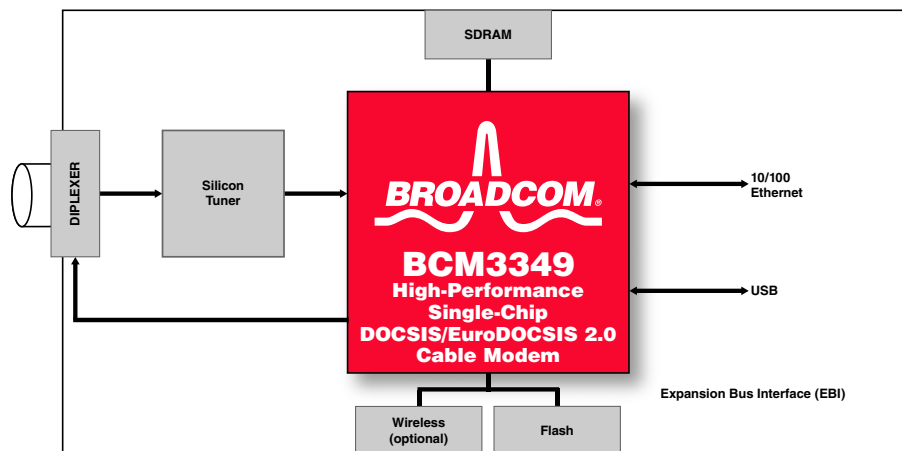 SDRAM
DIPLEXER
Silicon
Tuner
BROADCOM®
BCM3349
High-Performance
Single-Chip
DOCSIS/EuroDOCSIS 2.0
Cable Modem
10/100
Ethernet
USB
Expansion Bus Interface (EBI)
Wireless
(optional)
Flash